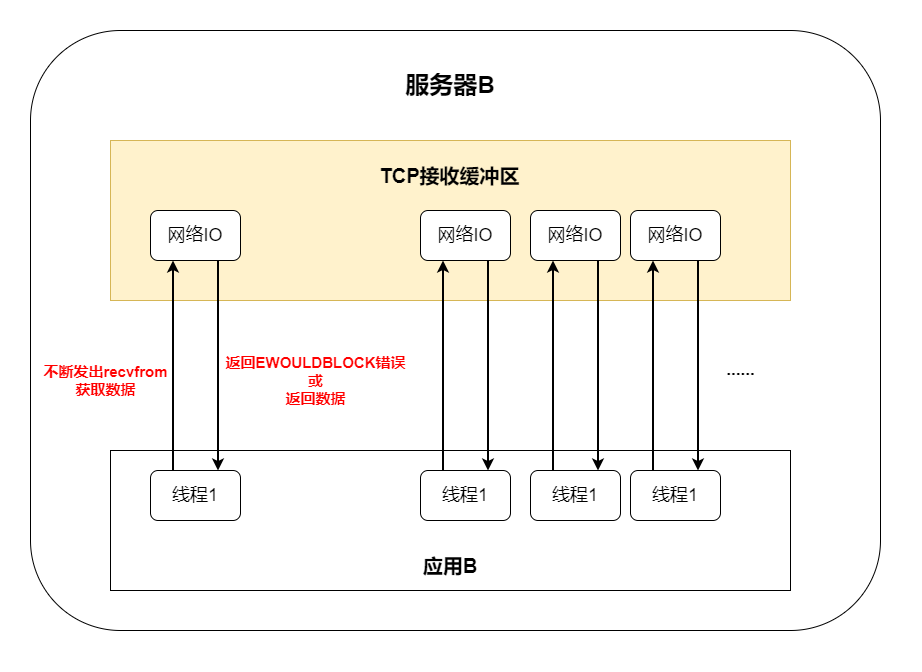 服务器B
TCP接收缓冲区
网络IO
网络IO
网络IO
网络IO
不断发出recvfrom
获取数据
返回EWOULDBLOCK错误
或
返回数据
......
线程1
线程1
线程1
线程1
应用B